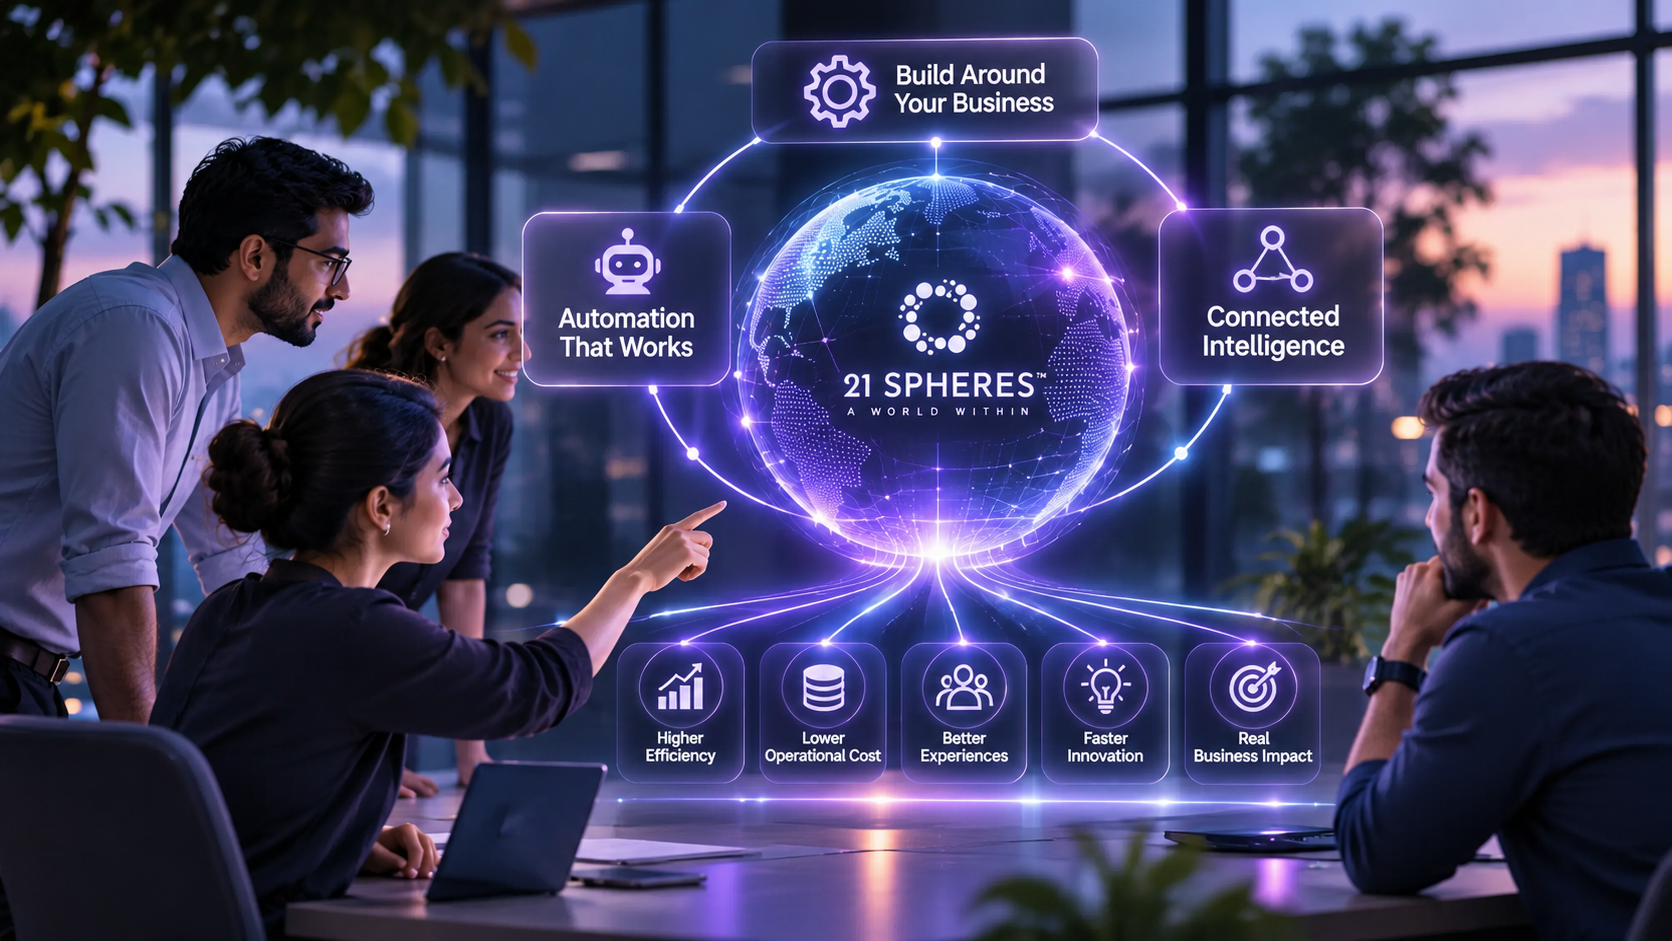 Build Around
Your Business
Automation
That Works
Connected
Intelligence
21 SPHERES™
A WORLD WITHIN
Higher
Efficiency
Lower
Operational Cost
Better
Experiences
Faster
Innovation
Real
Business Impact